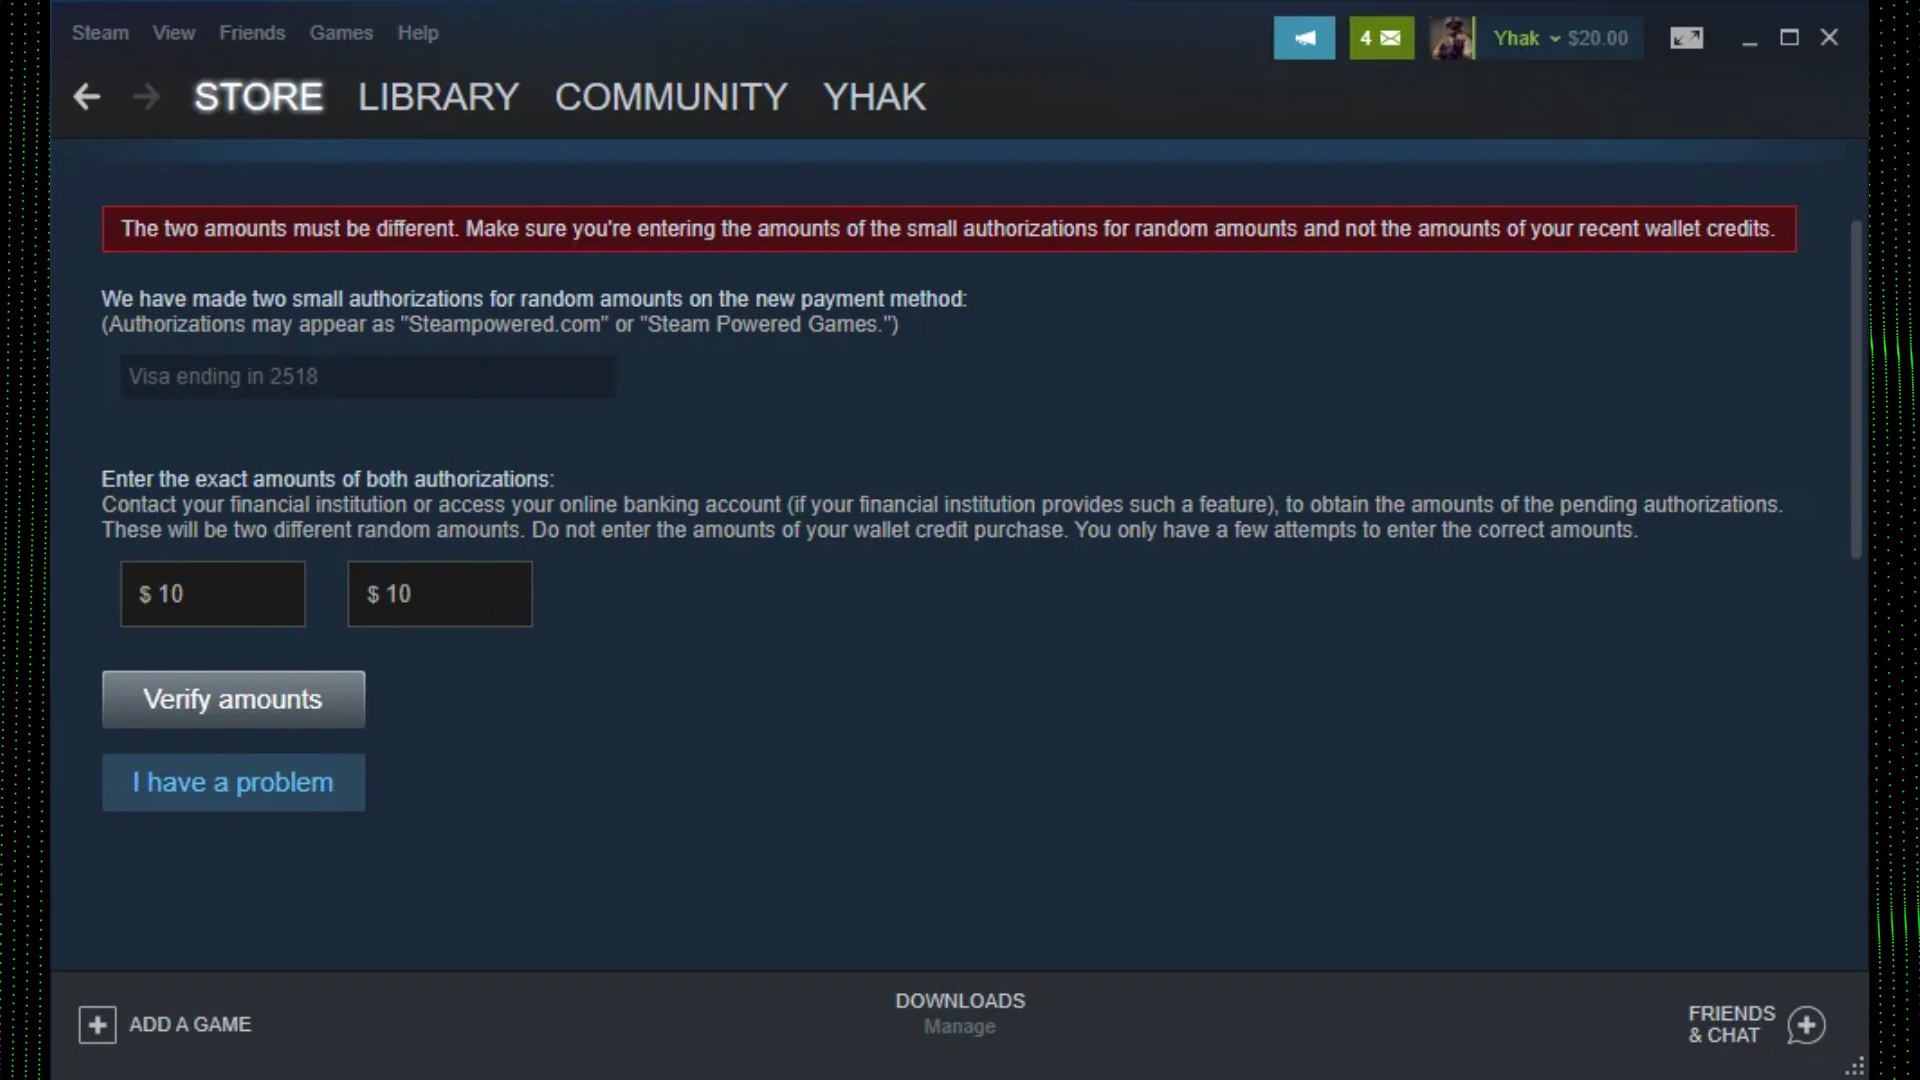 Steam View Friends Games Help
4 Yhak $20.00
STORE LIBRARY COMMUNITY YHAK
The two amounts must be different. Make sure you're entering the amounts of the small authorizations for random amounts and not the amounts of your recent wallet credits.
We have made two small authorizations for random amounts on the new payment method:
(Authorizations may appear as "Steampowered.com" or "Steam Powered Games.")
Visa ending in 2518
Enter the exact amounts of both authorizations:
Contact your financial institution or access your online banking account (if your financial institution provides such a feature), to obtain the amounts of the pending authorizations.
These will be two different random amounts. Do not enter the amounts of your wallet credit purchase. You only have a few attempts to enter the correct amounts.
$ 10 $ 10
Verify amounts
I have a problem
ADD A GAME
DOWNLOADS
Manage
FRIENDS
& CHAT